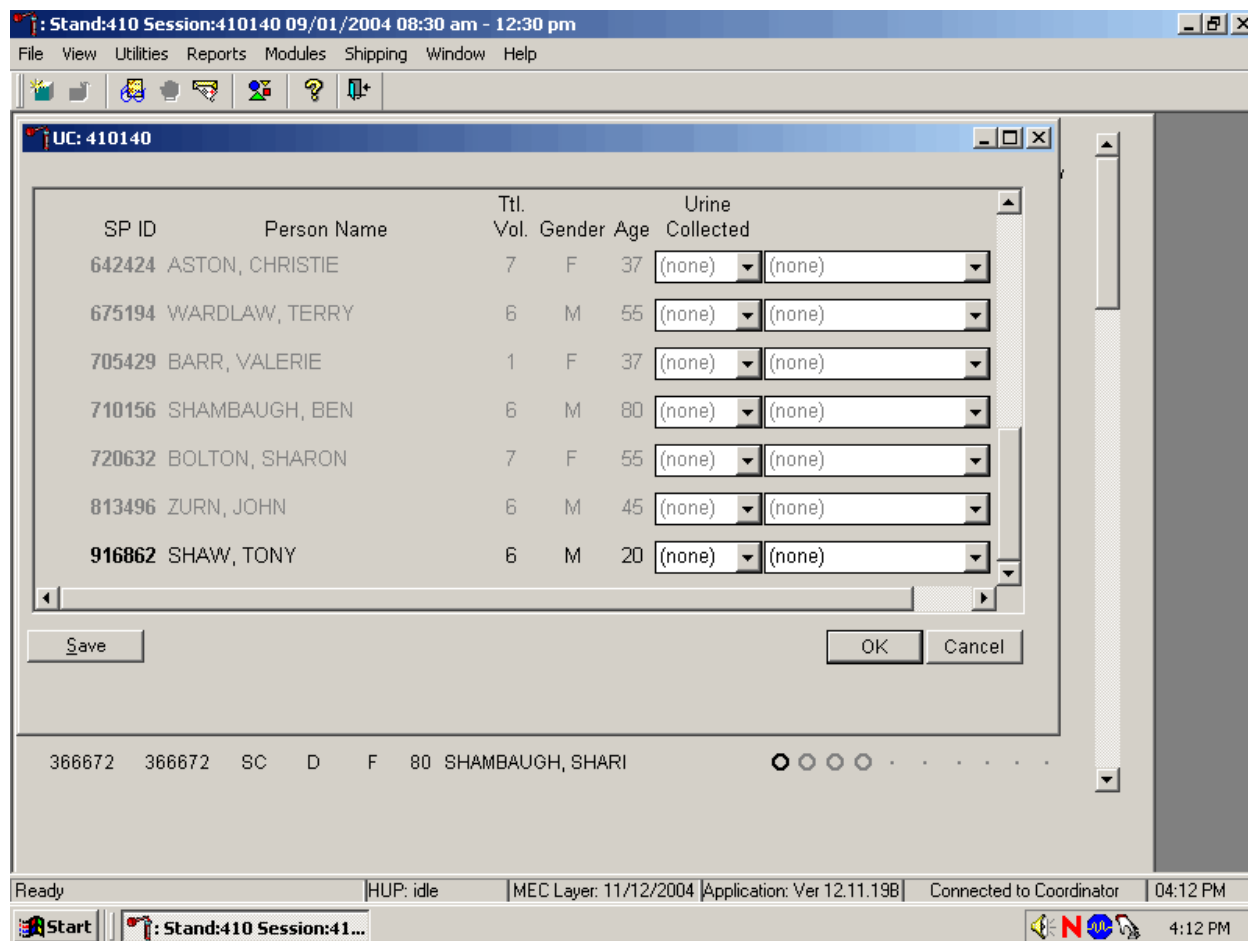 : Stand:410 Session:410140 09/01/2004 08:30 am - 12:30 pm
File View Utilities Reports Modules Shipping Window Help
UC: 410140
Ttl. Urine
SP ID Person Name Vol. Gender Age Collected
642424 ASTON, CHRISTIE 7 F 37 (none) (none)
675194 WARDLAW, TERRY 6 M 55 (none) (none)
705429 BARR, VALERIE 1 F 37 (none) (none)
710156 SHAMBAUGH, BEN 6 M 80 (none) (none)
720632 BOLTON, SHARON 7 F 55 (none) (none)
813496 ZURN, JOHN 6 M 45 (none) (none)
916862 SHAW, TONY 6 M 20 (none) (none)
Save OK Cancel
366672 366672 SC D F 80 SHAMBAUGH, SHARI
Ready HUP: idle MEC Layer: 11/12/2004 Application: Ver 12.11.19B Connected to Coordinator 04:12 PM
Start : Stand:410 Session:41... N 4:12 PM